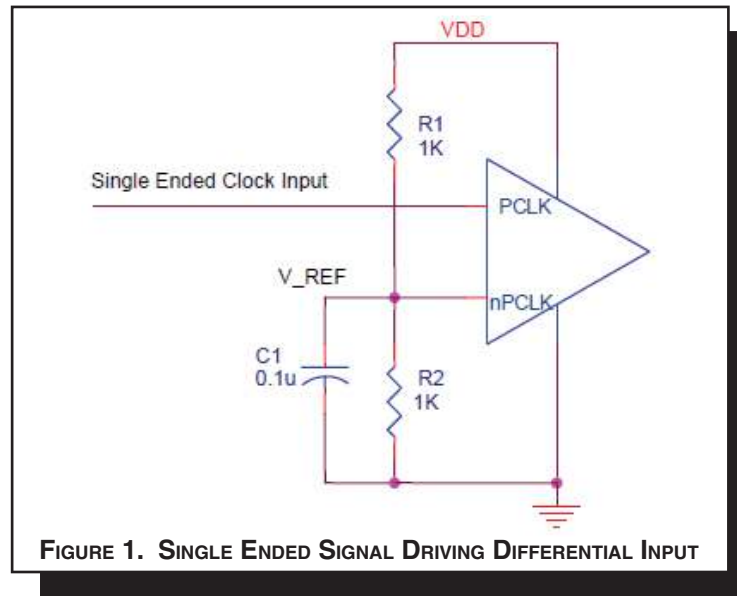 VDD
R1
1K
Single Ended Clock Input
PCLK
V_REF
nPCLK
C1
0.1u
R2
1K
FIGURE 1. SINGLE ENDED SIGNAL DRIVING DIFFERENTIAL INPUT